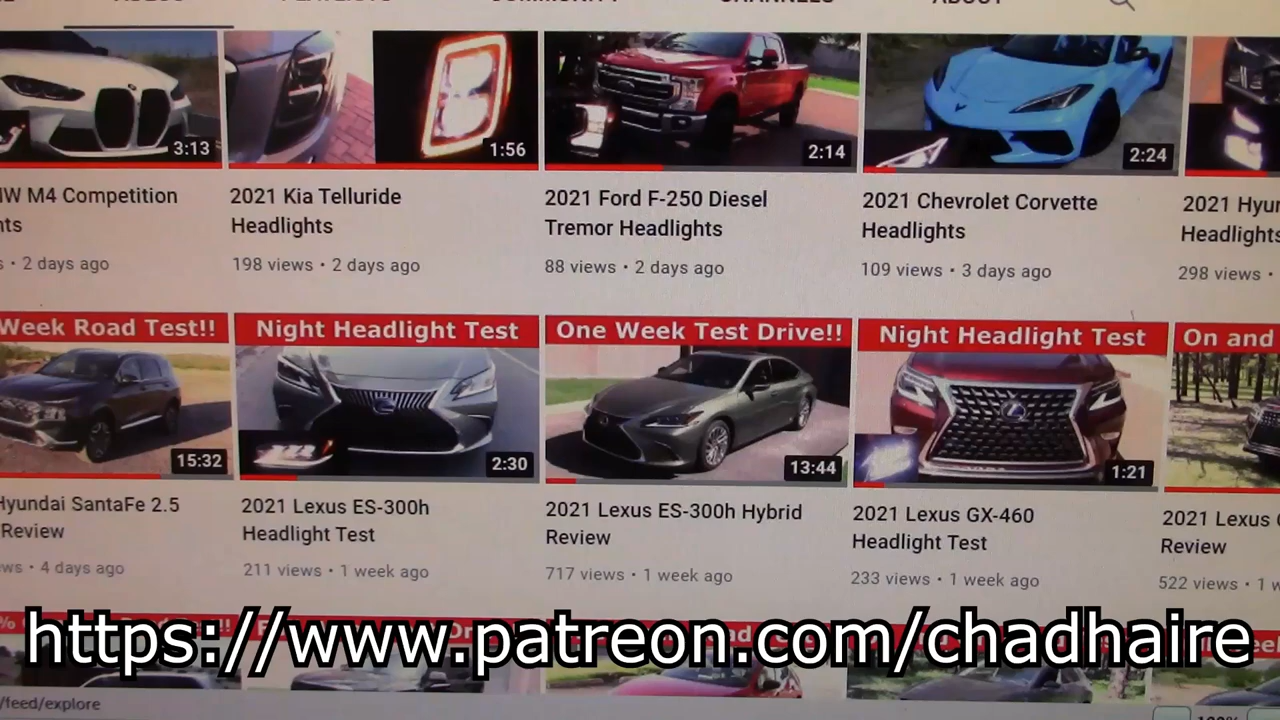 3:13
1:56
2:14
2:24
M4 Competition
2021 Kia Telluride
Headlights
2021 Ford F-250 Diesel
Tremor Headlights
2021 Chevrolet Corvette
Headlights
2021
Headlights
• 2 days ago
198 views • 2 days ago
88 views • 2 days ago
109 views • 3 days ago
298 views •
Week Road Test!!
Night Headlight Test
One Week Test Drive!!
Night Headlight Test
On and
15:32
2:30
13:44
1:21
Hyundai SantaFe 2.5
Review
2021 Lexus ES-300h
Headlight Test
2021 Lexus ES-300h Hybrid
Review
2021 Lexus GX-460
Headlight Test
2021 Lexus
Review
• 4 days ago
211 views • 1 week ago
717 views • 1 week ago
233 views • 1 week ago
522 views • 1
https://www.patreon.com/chadhaire
/feed/explore